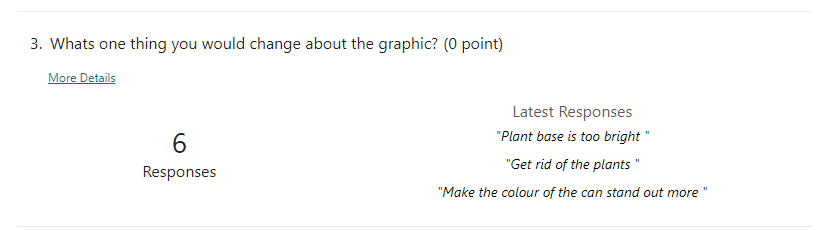 3. Whats one thing you would change about the graphic? (0 point)
More Details
6
Responses
Latest Responses
"Plant base is too bright "
"Get rid of the plants "
"Make the colour of the can stand out more "